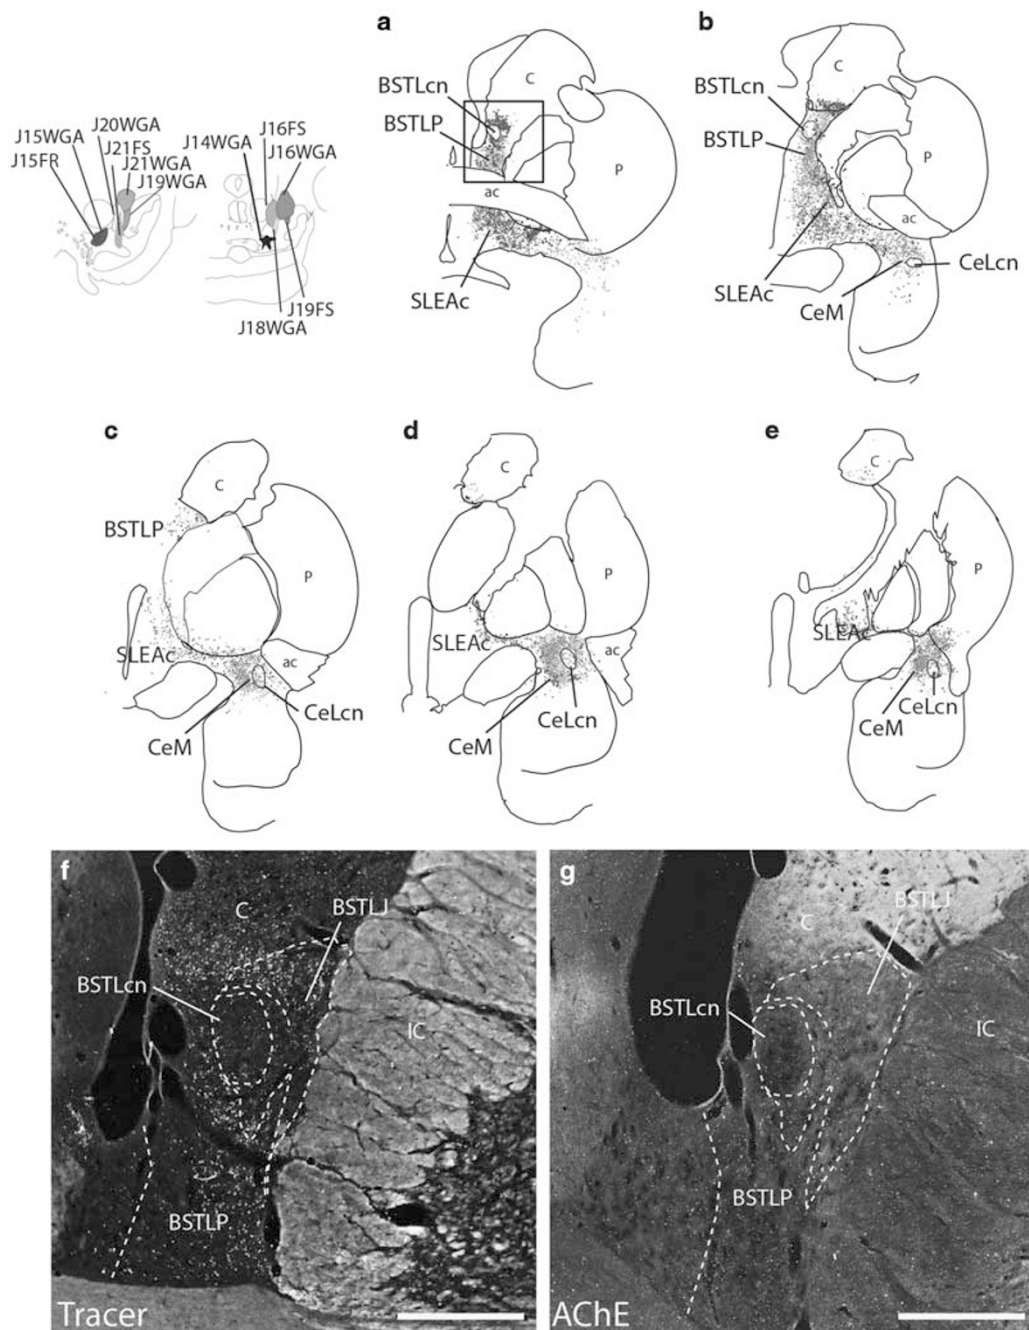 a
b
C
BSTLcn
BSTLP
P
ac
SLEAc
C
BSTLcn
BSTLP
P
ac
SLEAc
CeM
CeLcn
J20WGA
J15WGA
J21FS
J15FR
J21WGA
J19WGA
J16FS
J14WGA
J16WGA
J19FS
J18WGA
c
d
e
C
BSTLP
P
SLEAc
ac
CeM
CeLcn
C
P
SLEAc
ac
CeM
CeLcn
C
P
SLEAc
CeM
CeLcn
f
C
BSTLJ
BSTLcn
IC
BSTLP
Tracer
g
C
BSTLJ
BSTLcn
IC
BSTLP
AChE